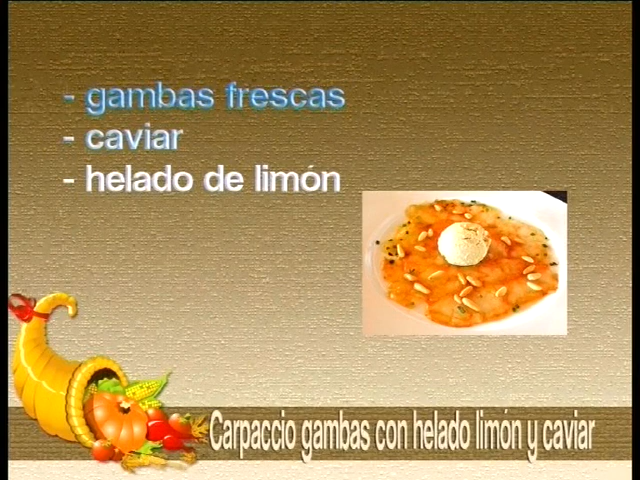 - gambas frescas
- caviar
- helado de limón
Carpaccio gambas con helado limón y caviar